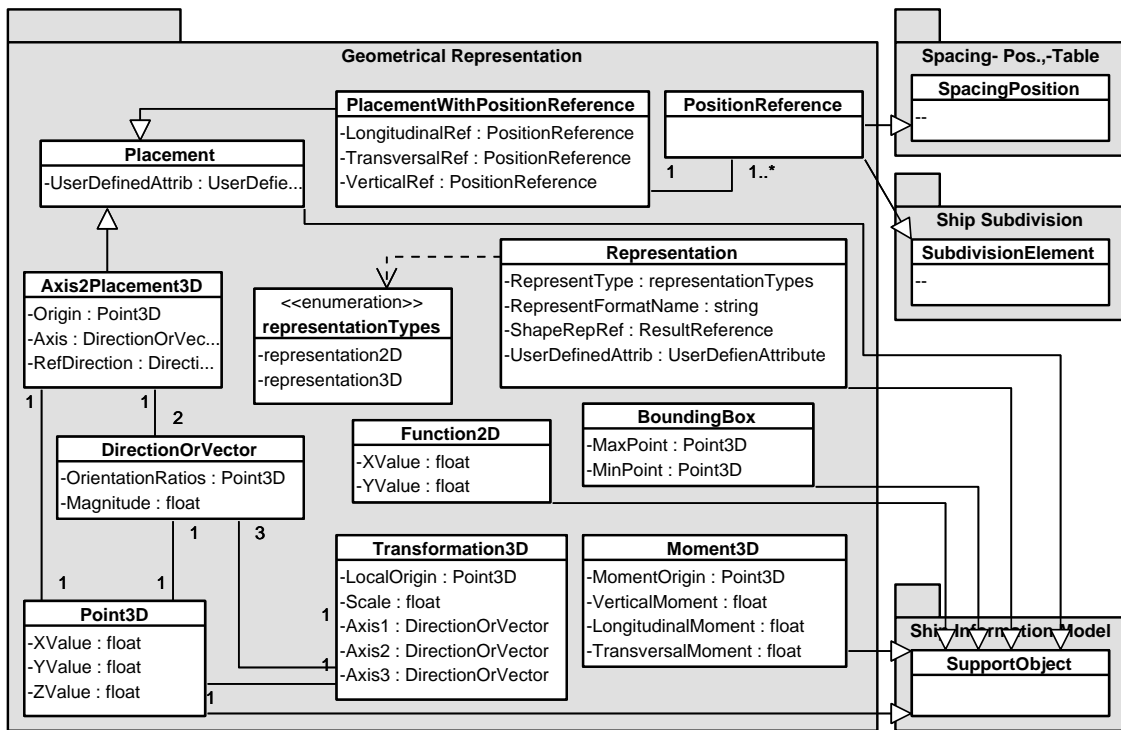 Geometrical Representation
PlacementWithPositionReference
-LongitudinalRef : PositionReference
-TransversalRef : PositionReference
-VerticalRef : PositionReference
PositionReference
1
1..*
Placement
-UserDefinedAttrib : UserDefie...
Spacing- Pos.,-Table
SpacingPosition
--
Ship Subdivision
SubdivisionElement
--
Axis2Placement3D
-Origin : Point3D
-Axis : DirectionOrVec...
-RefDirection : Directi...
<<enumeration>>
representationTypes
-representation2D
-representation3D
Representation
-RepresentType : representationTypes
-RepresentFormatName : string
-ShapeRepRef : ResultReference
-UserDefinedAttrib : UserDefienAttribute
1
1
2
DirectionOrVector
-OrientationRatios : Point3D
-Magnitude : float
Function2D
-XValue : float
-YValue : float
BoundingBox
-MaxPoint : Point3D
-MinPoint : Point3D
1
3
1
1
Point3D
-XValue : float
-YValue : float
-ZValue : float
Transformation3D
-LocalOrigin : Point3D
-Scale : float
-Axis1 : DirectionOrVector
-Axis2 : DirectionOrVector
-Axis3 : DirectionOrVector
1
1
1
Moment3D
-MomentOrigin : Point3D
-VerticalMoment : float
-LongitudinalMoment : float
-TransversalMoment : float
Ship Information Model
SupportObject